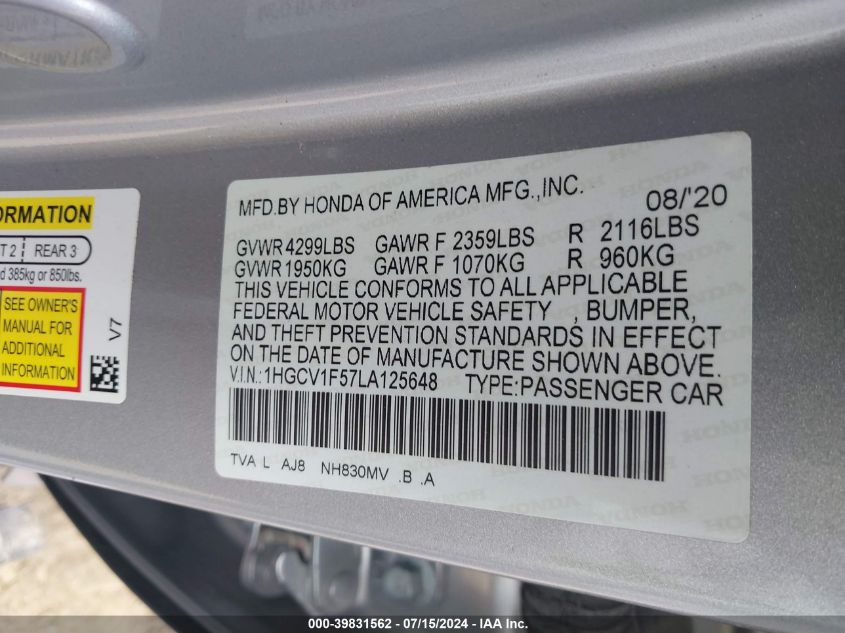 MFD.BY HONDA OF AMERICA MFG.,INC. 08/'20
GVWR 4299LBS GAWR F 2359LBS R 2116LBS
GVWR 1950KG GAWR F 1070KG R 960KG
THIS VEHICLE CONFORMS TO ALL APPLICABLE
FEDERAL MOTOR VEHICLE SAFETY , BUMPER,
AND THEFT PREVENTION STANDARDS IN EFFECT
ON THE DATE OF MANUFACTURE SHOWN ABOVE.
V.I.N.:1HGCV1F57LA125648 TYPE:PASSENGER CAR
TVA L AJ8 NH830MV .B .A
REAR 3
385kg or 850lbs.
SEE OWNER'S
MANUAL FOR
ADDITIONAL
INFORMATION
V7
000-39831562 - 07/15/2024 - IAA Inc.